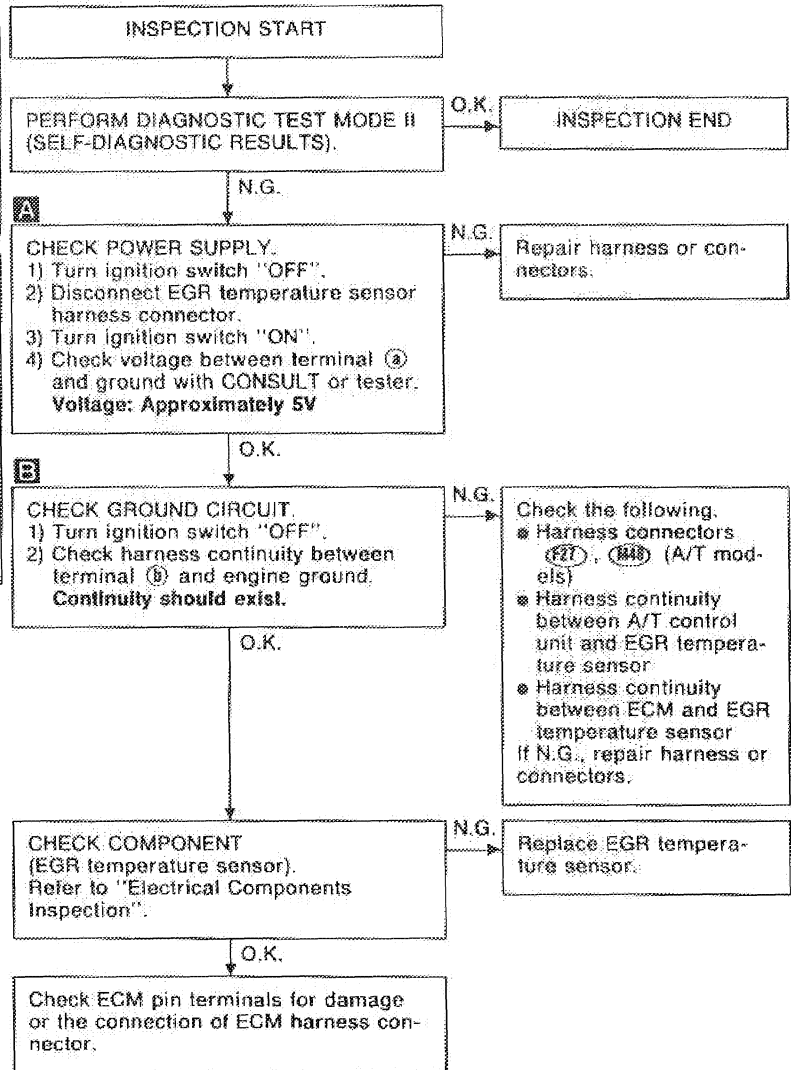 INSPECTION START
PERFORM DIAGNOSTIC TEST MODE II
(SELF-DIAGNOSTIC RESULTS).
O.K.
INSPECTION END
N.G.
A
CHECK POWER SUPPLY.
1) Turn ignition switch "OFF".
2) Disconnect EGR temperature sensor
harness connector.
3) Turn ignition switch "ON".
4) Check voltage between terminal ⓐ
and ground with CONSULT or tester.
Voltage: Approximately 5V
N.G.
Repair harness or con-
nectors.
O.K.
B
CHECK GROUND CIRCUIT.
1) Turn ignition switch "OFF".
2) Check harness continuity between
terminal ⓑ and engine ground.
Continuity should exist.
N.G.
Check the following.
● Harness connectors
(F27), (M48) (A/T mod-
els)
● Harness continuity
between A/T control
unit and EGR tempera-
ture sensor
● Harness continuity
between ECM and EGR
temperature sensor
If N.G., repair harness or
connectors.
O.K.
CHECK COMPONENT
(EGR temperature sensor).
Refer to "Electrical Components
Inspection".
N.G.
Replace EGR tempera-
ture sensor.
O.K.
Check ECM pin terminals for damage
or the connection of ECM harness con-
nector.